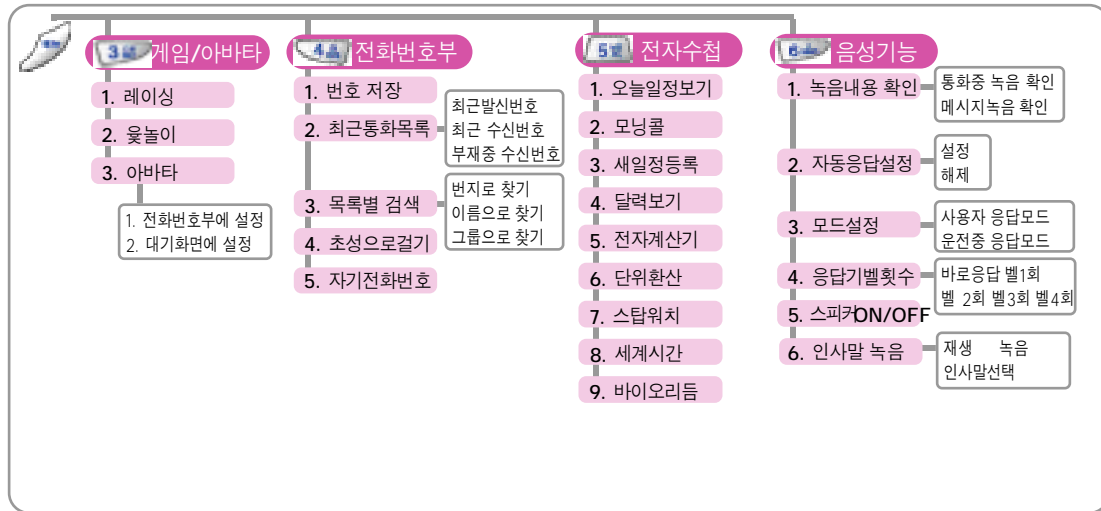 3 게임/아바타
1. 레이싱
2. 윷놀이
3. 아바타
1. 전화번호부에 설정
2. 대기화면에 설정
4 전화번호부
1. 번호 저장
2. 최근통화목록
최근발신번호
최근 수신번호
부재중 수신번호
3. 목록별 검색
번지로 찾기
이름으로 찾기
그룹으로 찾기
4. 초성으로걸기
5. 자기전화번호
5 전자수첩
1. 오늘일정보기
2. 모닝콜
3. 새일정등록
4. 달력보기
5. 전자계산기
6. 단위환산
7. 스탑워치
8. 세계시간
9. 바이오리듬
6 음성기능
1. 녹음내용 확인
통화중 녹음 확인
메시지녹음 확인
2. 자동응답설정
설정
해제
3. 모드설정
사용자 응답모드
운전중 응답모드
4. 응답기벨횟수
바로응답 벨1회
벨 2회 벨3회 벨4회
5. 스피커ON/OFF
6. 인사말 녹음
재생 녹음
인사말선택